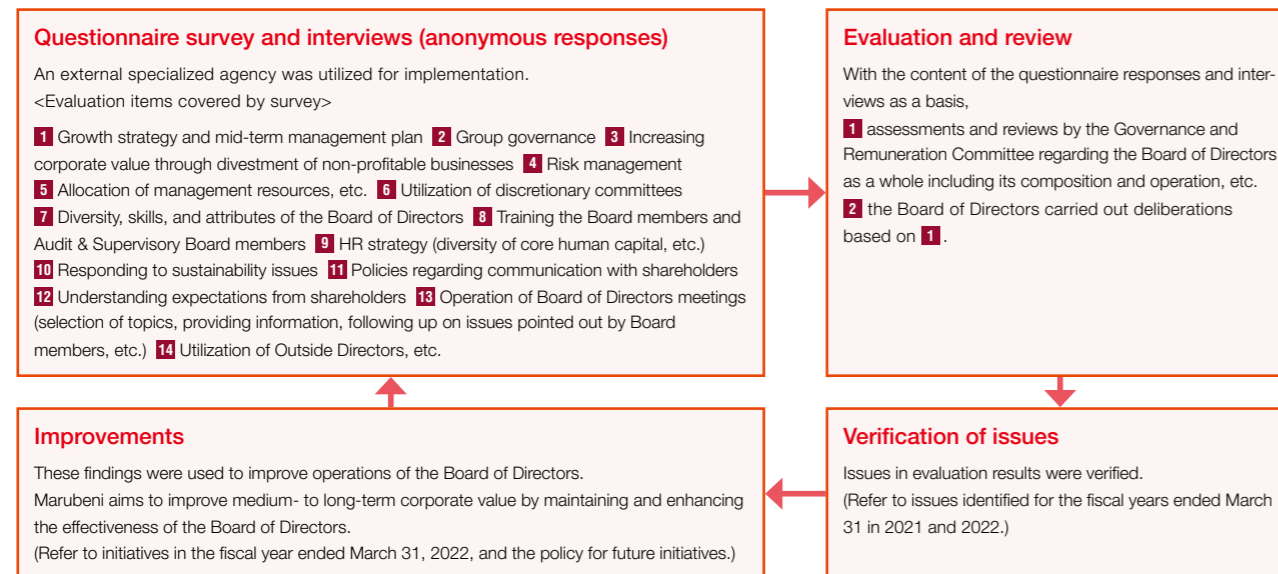 Questionnaire survey and interviews (anonymous responses)
An external specialized agency was utilized for implementation.
<Evaluation items covered by survey>
1 Growth strategy and mid-term management plan 2 Group governance 3 Increasing
corporate value through divestment of non-profitable businesses 4 Risk management
5 Allocation of management resources, etc. 6 Utilization of discretionary committees
7 Diversity, skills, and attributes of the Board of Directors 8 Training the Board members and
Audit & Supervisory Board members 9 HR strategy (diversity of core human capital, etc.)
10 Responding to sustainability issues 11 Policies regarding communication with shareholders
12 Understanding expectations from shareholders 13 Operation of Board of Directors meetings
(selection of topics, providing information, following up on issues pointed out by Board
members, etc.) 14 Utilization of Outside Directors, etc.
Evaluation and review
With the content of the questionnaire responses and inter-
views as a basis,
1 assessments and reviews by the Governance and
Remuneration Committee regarding the Board of Directors
as a whole including its composition and operation, etc.
2 the Board of Directors carried out deliberations
based on 1 .
Verification of issues
Issues in evaluation results were verified.
(Refer to issues identified for the fiscal years ended March
31 in 2021 and 2022.)
Improvements
These findings were used to improve operations of the Board of Directors.
Marubeni aims to improve medium- to long-term corporate value by maintaining and enhancing
the effectiveness of the Board of Directors.
(Refer to initiatives in the fiscal year ended March 31, 2022, and the policy for future initiatives.)